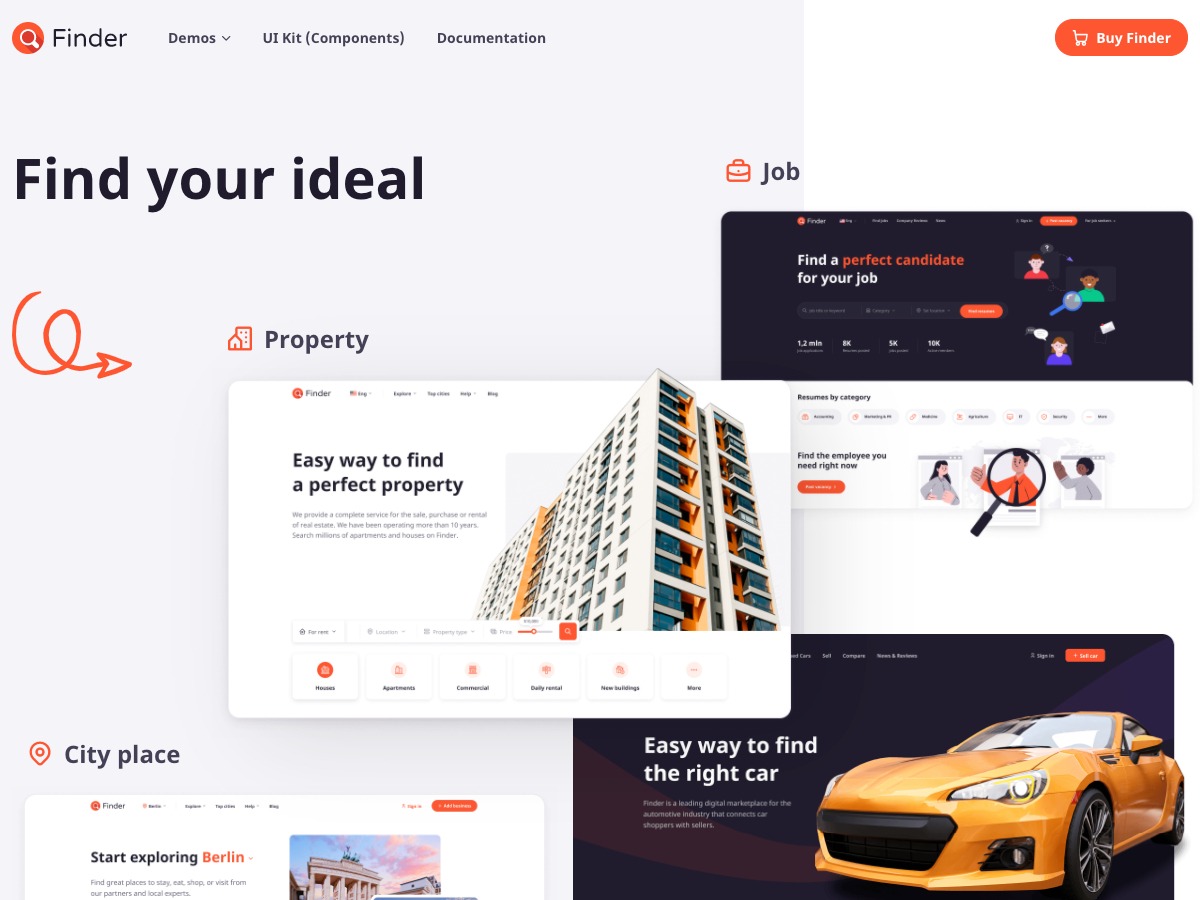 Finder
Demos
UI Kit (Components)
Documentation
Buy Finder
Find your ideal
Job
Finder
Eng
Find Jobs
Company Reviews
News
Sign in
Post vacancy
For job seekers
Find a perfect candidate
for your job
Job title or keyword
Category
Set location
Find resumes
1,2 mln
8K
5K
10K
Job applications
Resumes posted
Jobs posted
Active members
Resumes by category
Accounting
Marketing & PR
Medicine
Agriculture
IT
Security
More
Find the employee you
need right now
Post vacancy
Property
Finder
Eng
Explore
Top cities
Help
Blog
Easy way to find
a perfect property
We provide a complete service for the sale, purchase or rental
of real estate. We have been operating more than 10 years.
Search millions of apartments and houses on Finder.
For rent
Location
Property type
Price
Houses
Apartments
Commercial
Daily rental
New buildings
More
Cars
Sell
Compare
News & Reviews
Sign in
+ Sell car
Easy way to find
the right car
Finder is a leading digital marketplace for the
automotive industry that connects car
shoppers with sellers.
City place
Finder
Berlin
Explore
Top cities
Help
Blog
Sign in
+ Add business
Start exploring Berlin
Find great places to stay, eat, shop, or visit from
our partners and local experts.